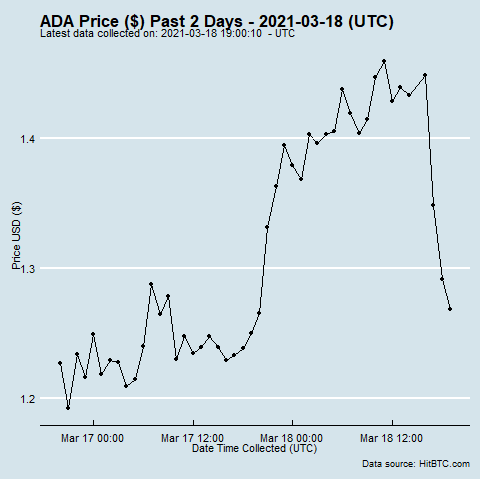 ADA Price ($) Past 2 Days - 2021-03-18 (UTC)
Latest data collected on: 2021-03-18 19:00:10  - UTC
1.4
1.3
1.2
Price USD ($)
Mar 17 00:00 Mar 17 12:00 Mar 18 00:00 Mar 18 12:00
Date Time Collected (UTC)
Data source: HitBTC.com